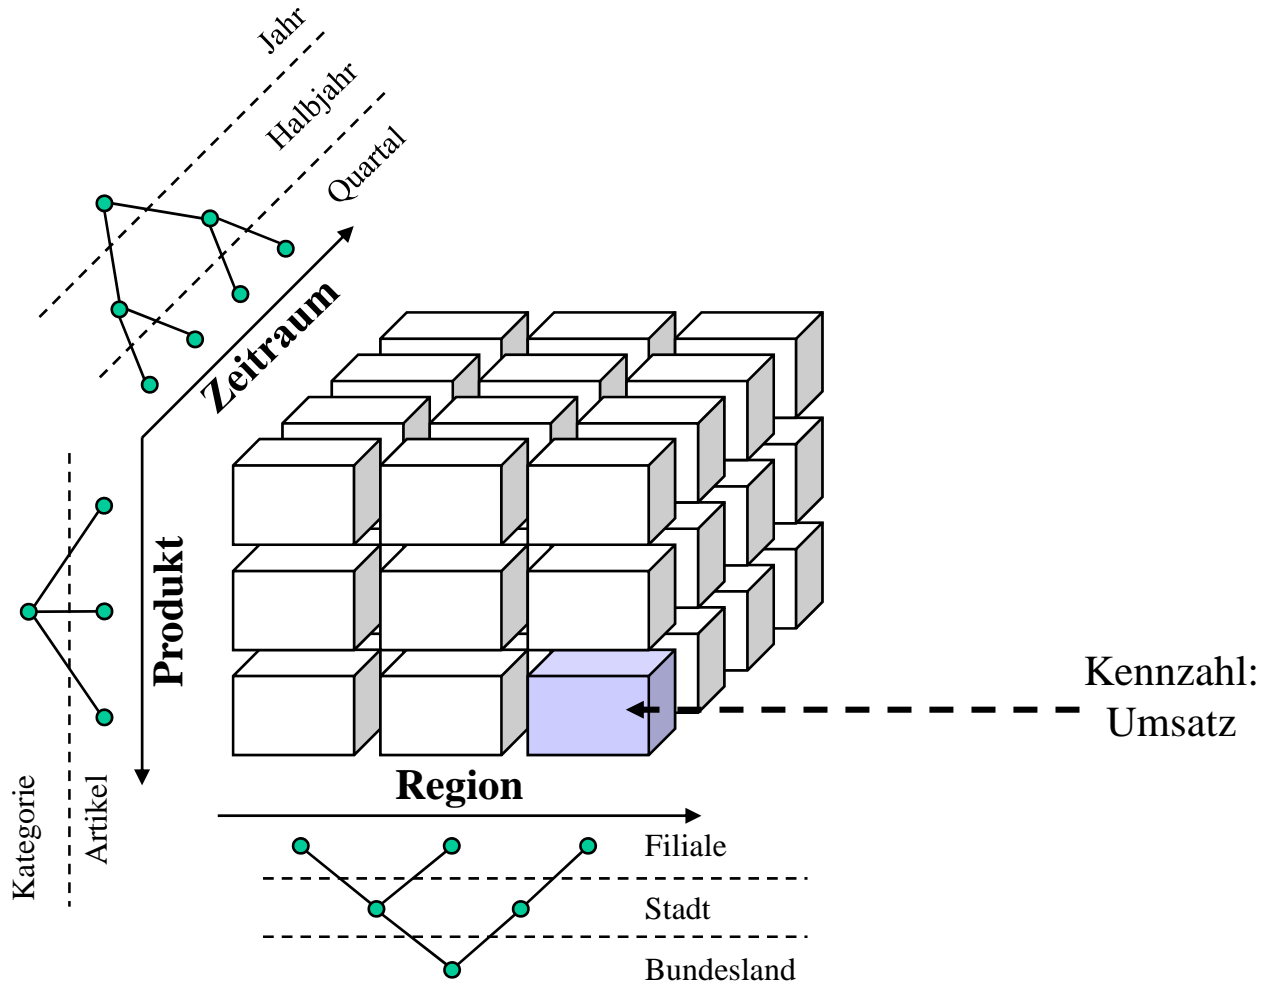 Jahr
Halbjahr
Quartal
Zeitraum
Produkt
Kategorie
Artikel
Kennzahl:
Umsatz
Region
Filiale
Stadt
Bundesland